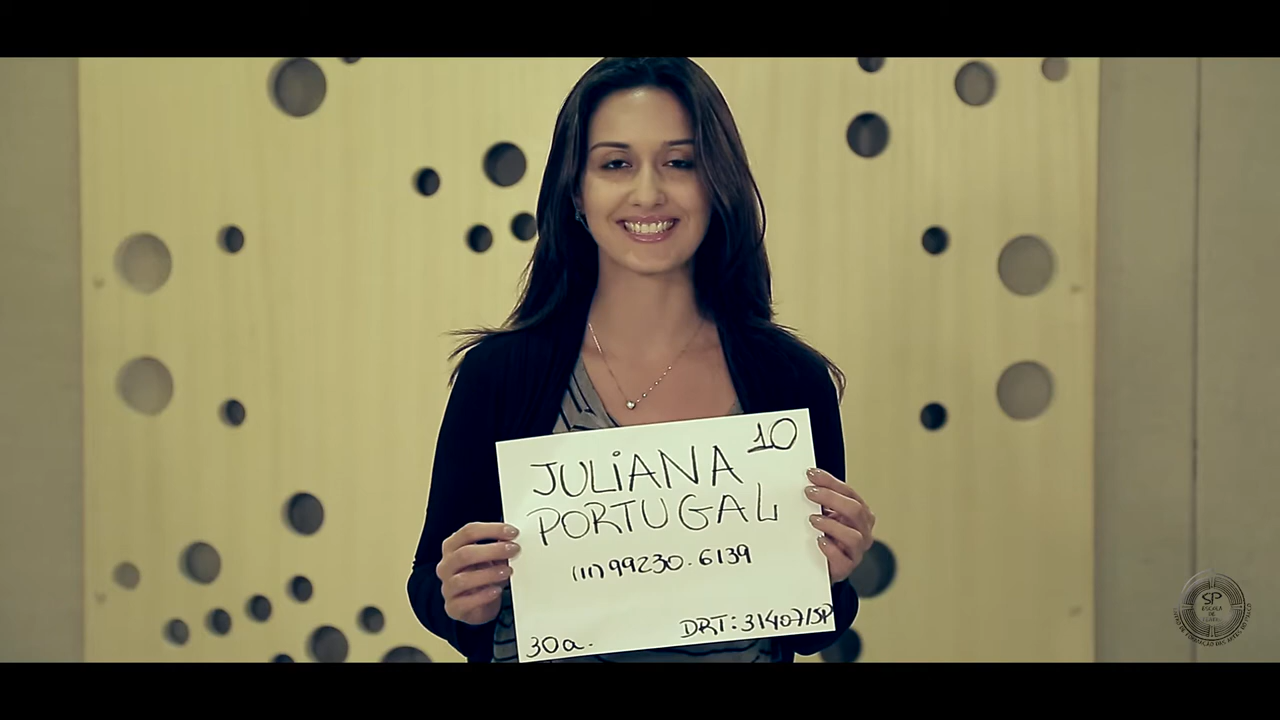 10
JULiANA
PORTUGAL
(11) 99230.6139
DRT: 31407/SP
30a.
SP
ESCOLA
DE